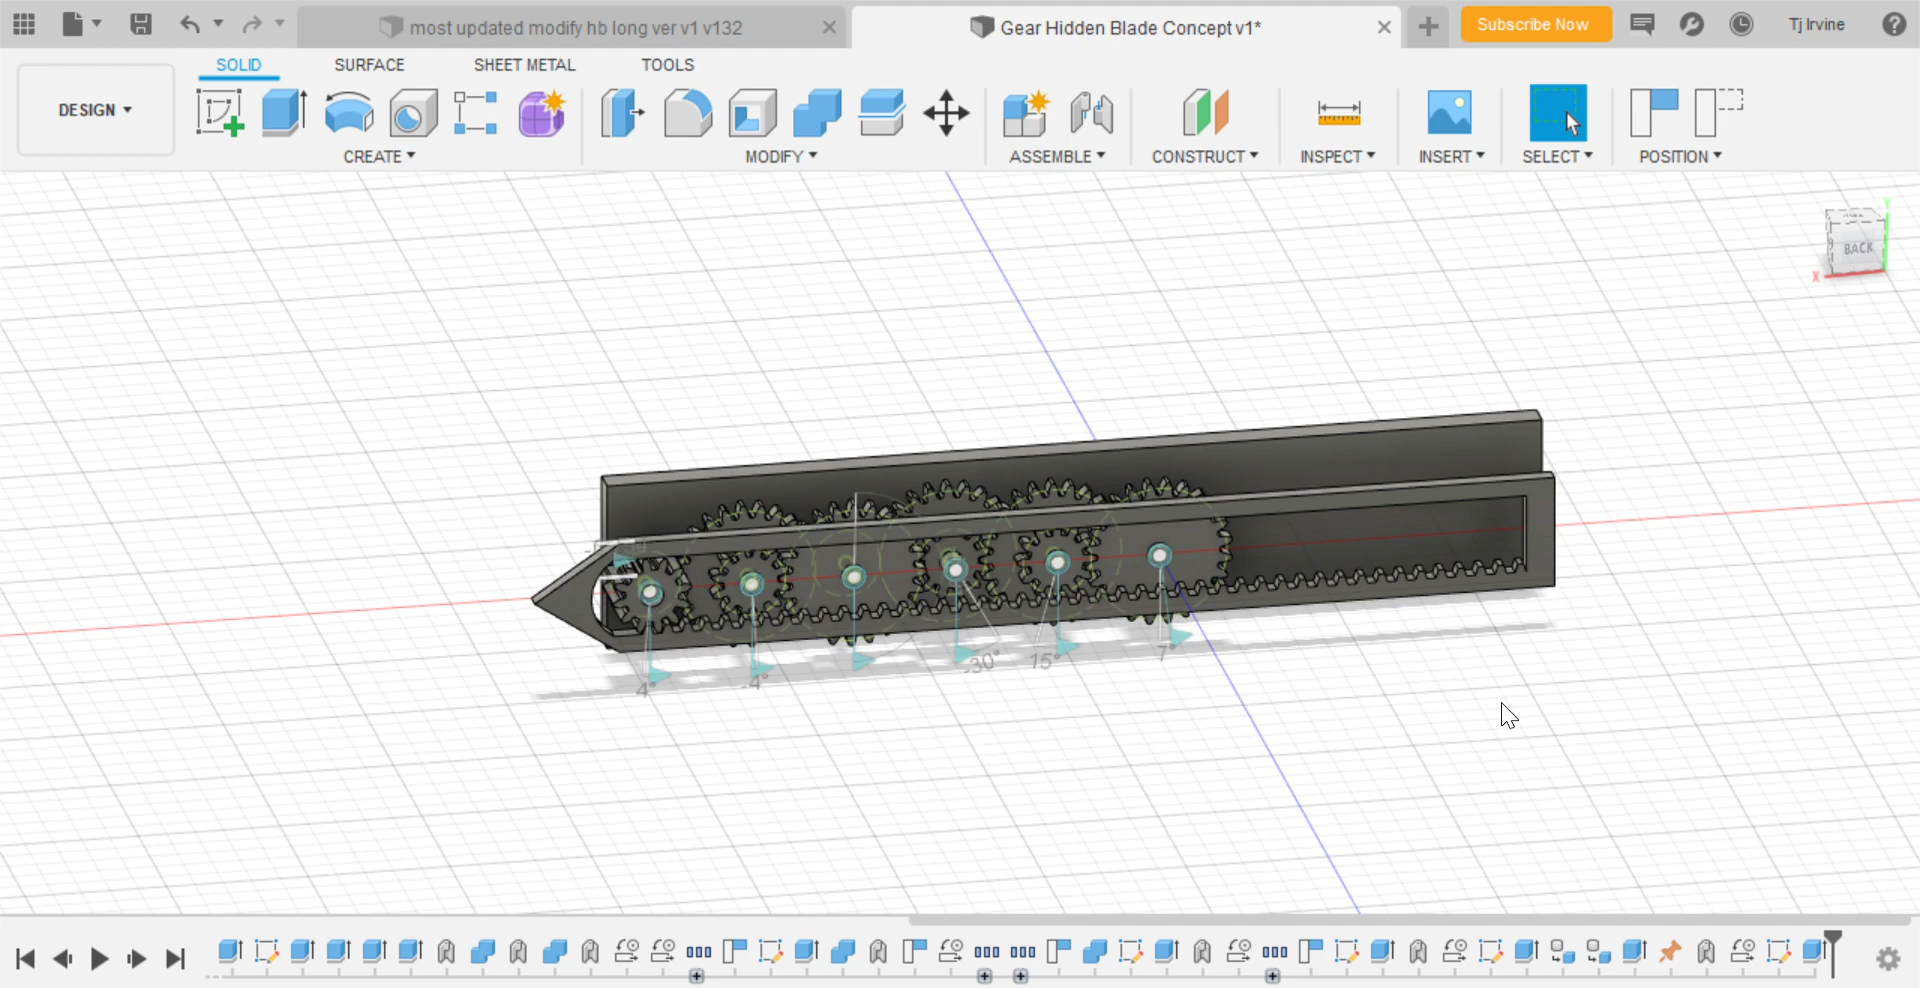 most updated modify hb long ver v1 v132
Gear Hidden Blade Concept v1*
Subscribe Now
Tj Irvine
SOLID
SURFACE
SHEET METAL
TOOLS
DESIGN
CREATE
MODIFY
ASSEMBLE
CONSTRUCT
INSPECT
INSERT
SELECT
POSITION
Y
BACK
X
4°
-4°
-30°
15°
7°